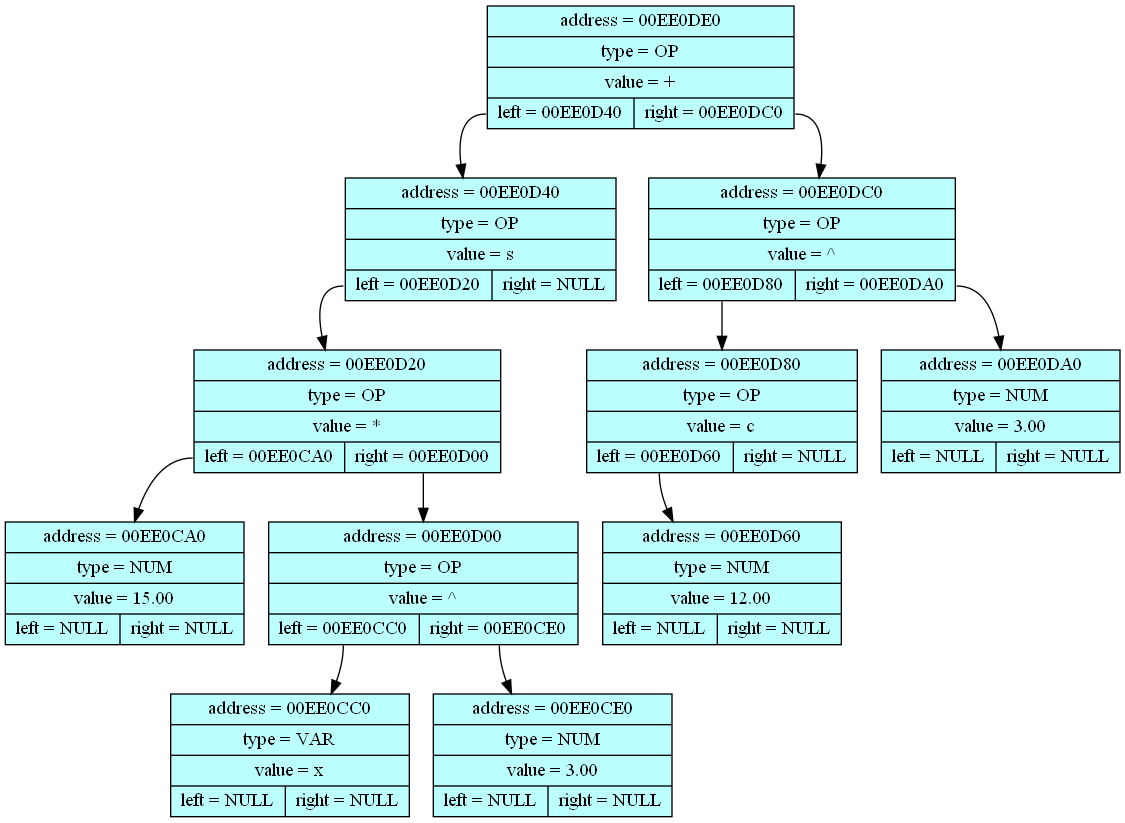 address = 00EE0DE0
type = OP
value = +
left = 00EE0D40 right = 00EE0DC0
address = 00EE0D40
type = OP
value = s
left = 00EE0D20 right = NULL
address = 00EE0DC0
type = OP
value = ^
left = 00EE0D80 right = 00EE0DA0
address = 00EE0D20
type = OP
value = *
left = 00EE0CA0 right = 00EE0D00
address = 00EE0D80
type = OP
value = c
left = 00EE0D60 right = NULL
address = 00EE0DA0
type = NUM
value = 3.00
left = NULL right = NULL
address = 00EE0CA0
type = NUM
value = 15.00
left = NULL right = NULL
address = 00EE0D00
type = OP
value = ^
left = 00EE0CC0 right = 00EE0CE0
address = 00EE0D60
type = NUM
value = 12.00
left = NULL right = NULL
address = 00EE0CC0
type = VAR
value = x
left = NULL right = NULL
address = 00EE0CE0
type = NUM
value = 3.00
left = NULL right = NULL